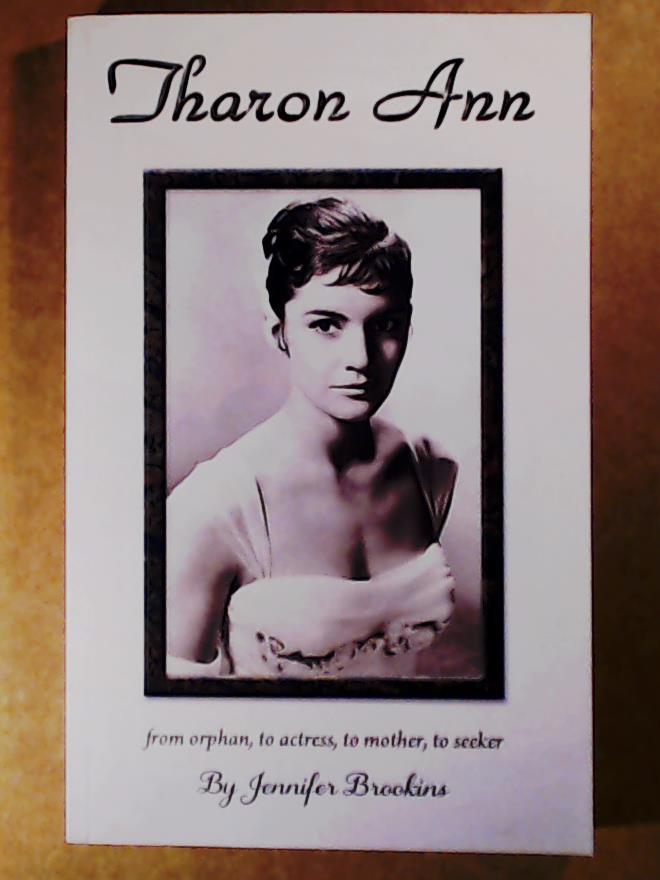 Tharon Ann
from orphan, to actress, to mother, to seeker
By Jennifer Brookins